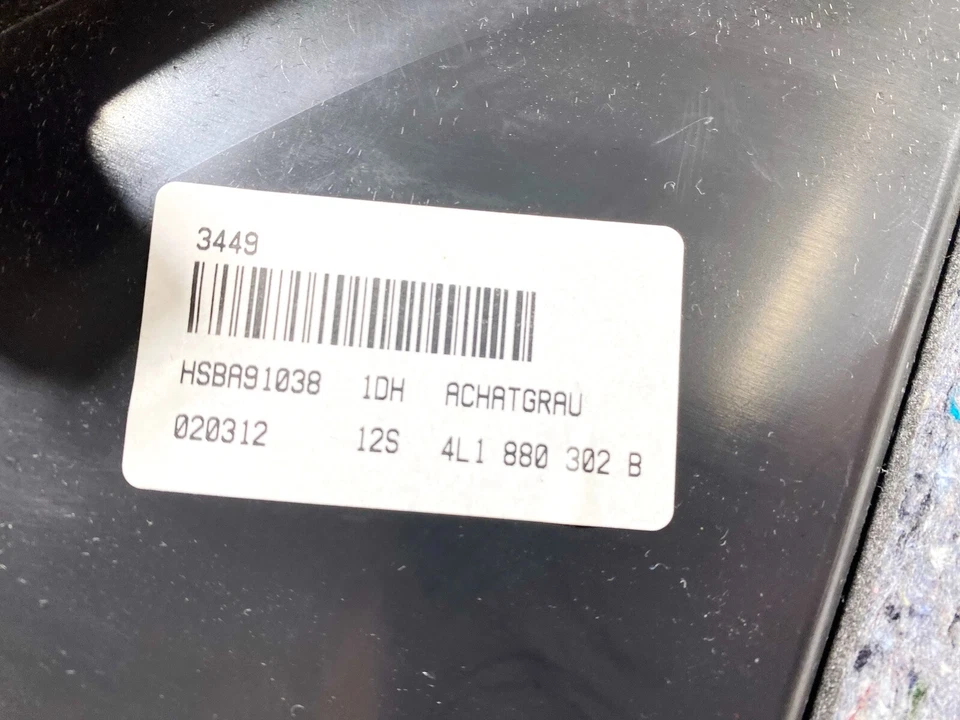 3449
HSBA91038 1DH ACHATGRAU
020312 12S 4L1 880 302 B